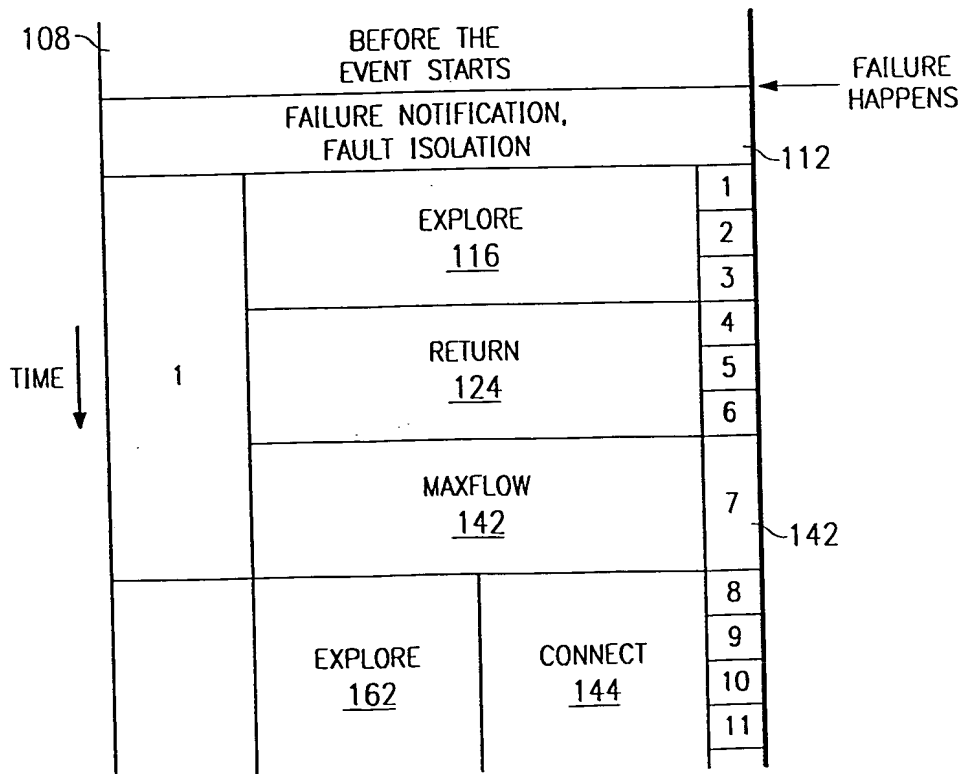 108
BEFORE THE
EVENT STARTS
FAILURE
HAPPENS
FAILURE NOTIFICATION,
FAULT ISOLATION
112
1
EXPLORE
116
2
3
4
TIME
1
RETURN
124
5
6
MAXFLOW
142
7
142
8
EXPLORE
162
CONNECT
144
9
10
11